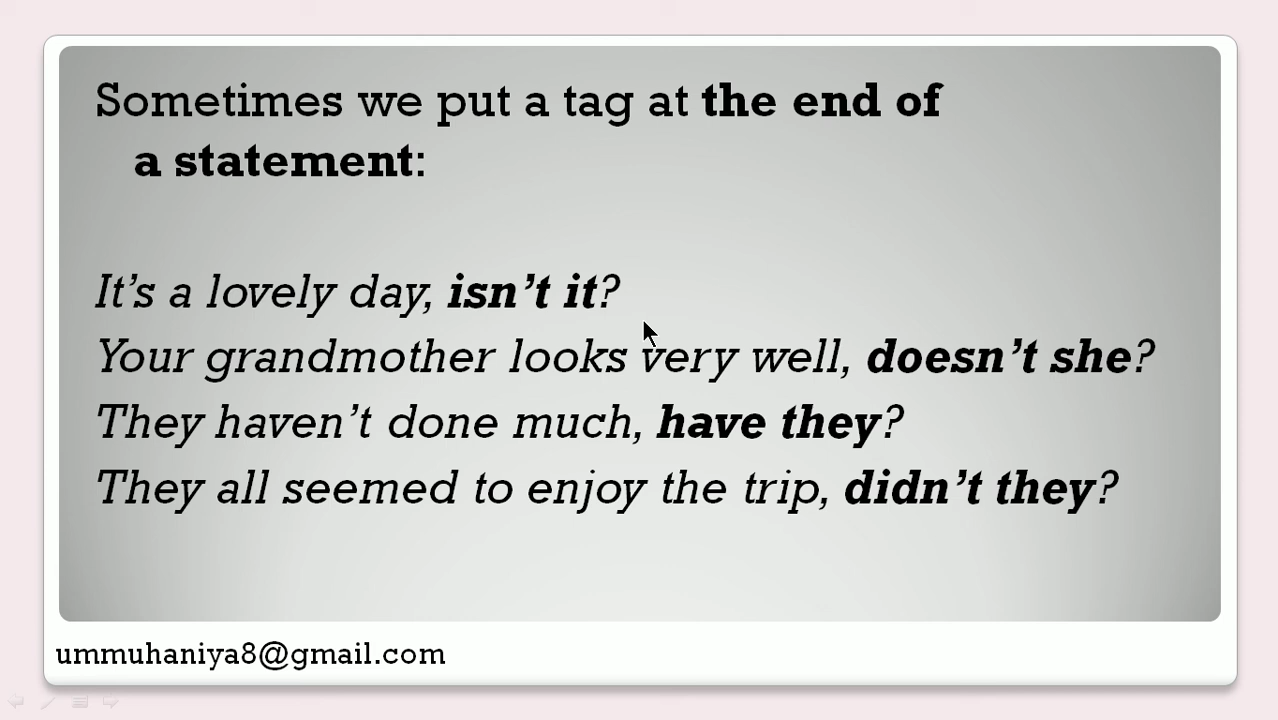 Sometimes we put a tag at the end of
a statement:
It’s a lovely day, isn’t it?
Your grandmother looks very well, doesn’t she?
They haven’t done much, have they?
They all seemed to enjoy the trip, didn’t they?
ummuhaniya8@gmail.com